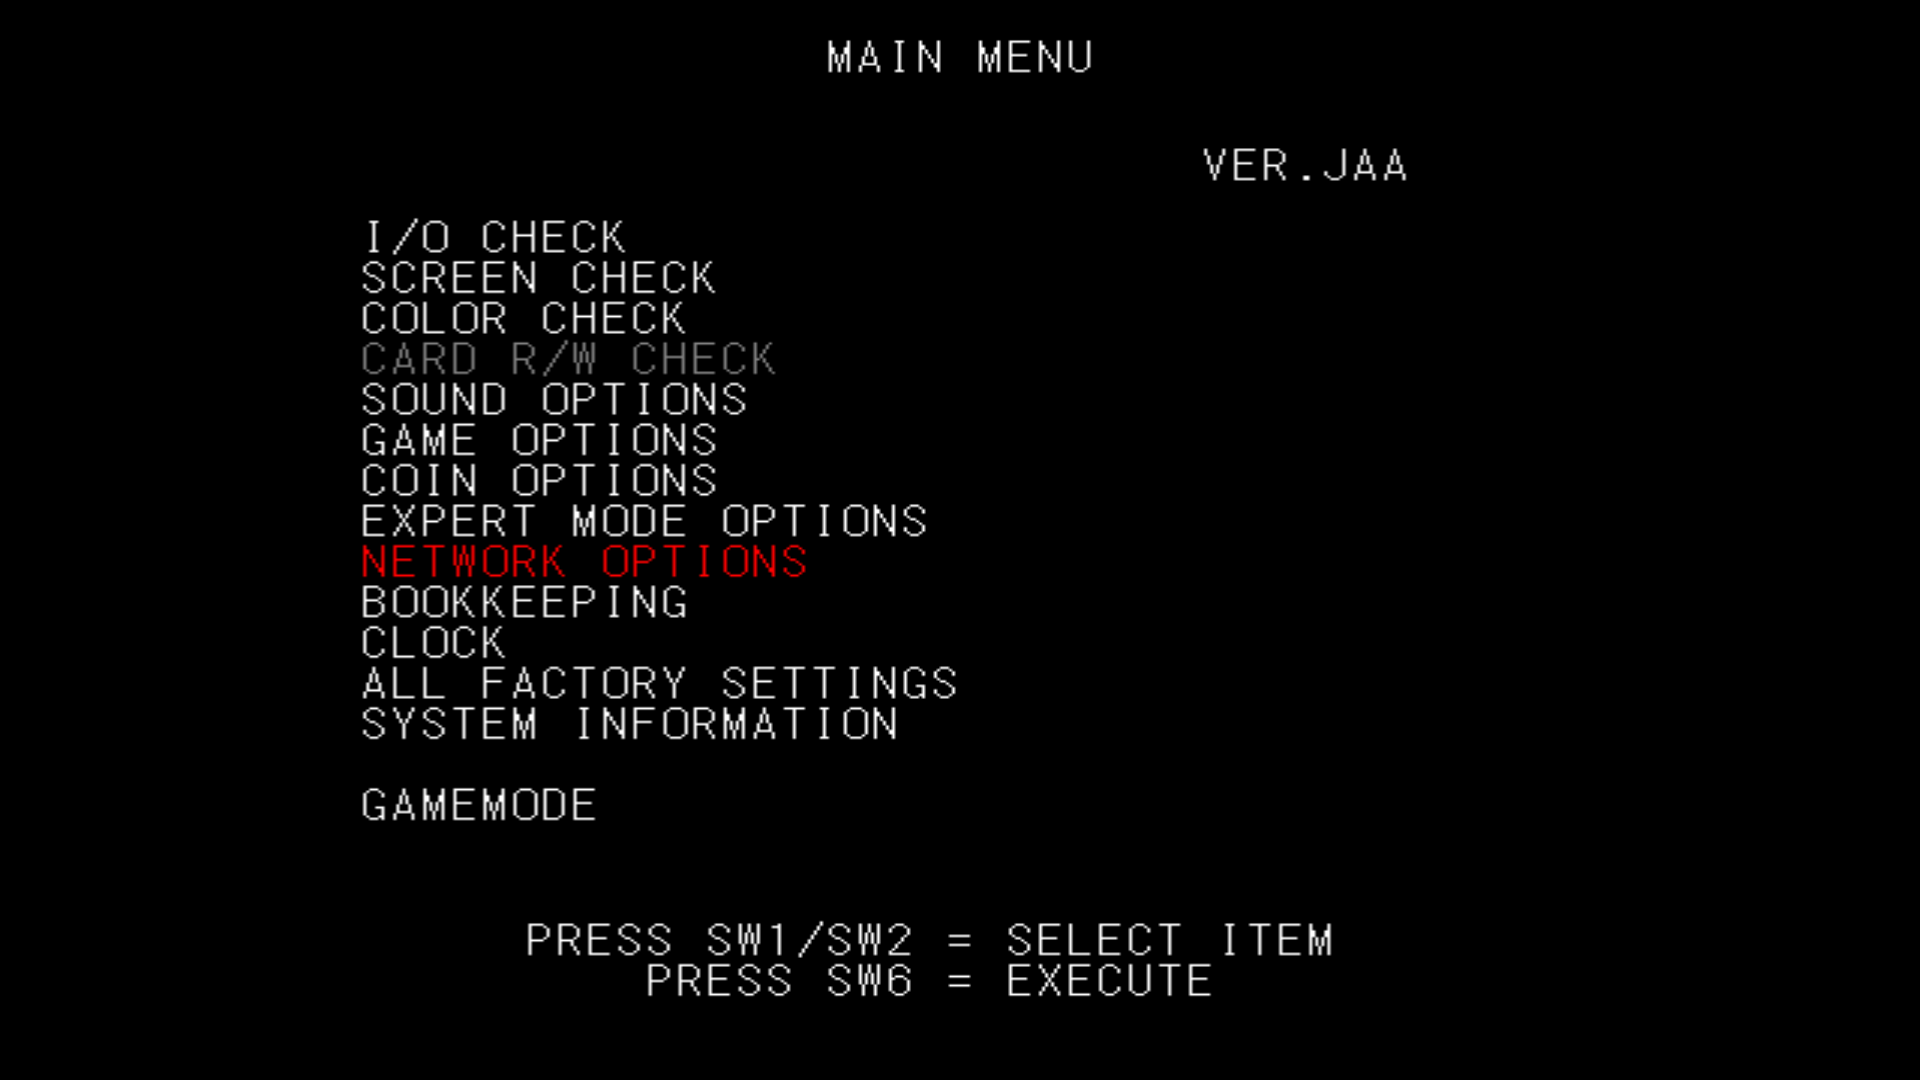 MAIN MENU
VER.JAA
I/O CHECK
SCREEN CHECK
COLOR CHECK
CARD R/W CHECK
SOUND OPTIONS
GAME OPTIONS
COIN OPTIONS
EXPERT MODE OPTIONS
NETWORK OPTIONS
BOOKKEEPING
CLOCK
ALL FACTORY SETTINGS
SYSTEM INFORMATION
GAMEMODE
PRESS SW1/SW2 = SELECT ITEM
PRESS SW6 = EXECUTE